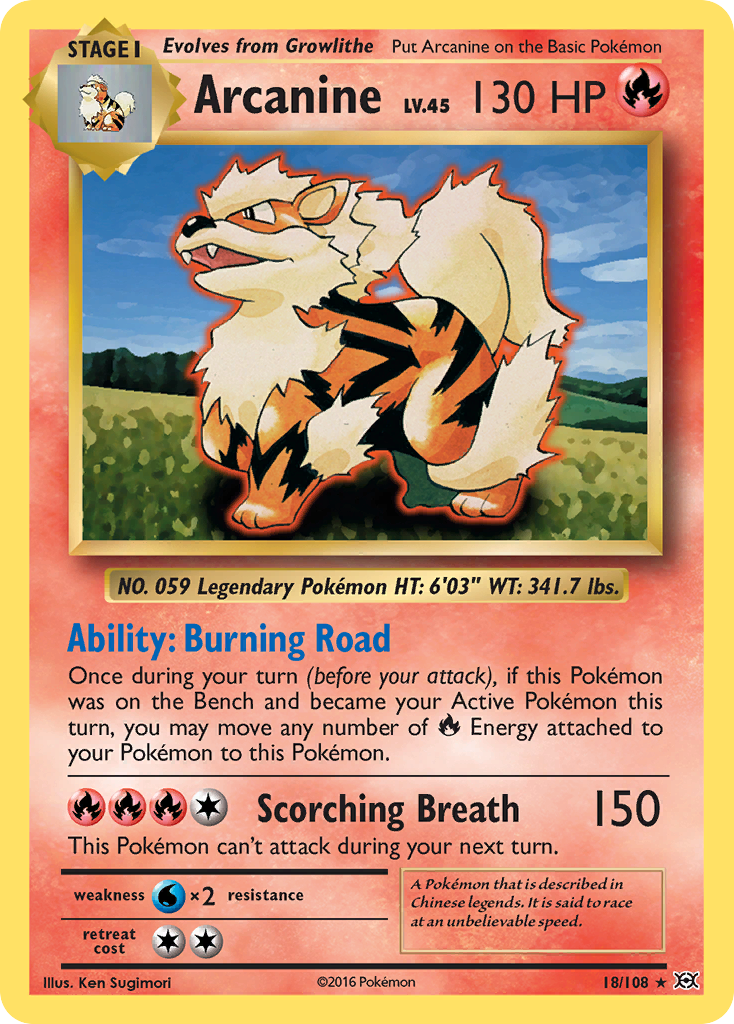 STAGE 1
Evolves from Growlithe
Put Arcanine on the Basic Pokémon
Arcanine LV.45 130 HP
NO. 059 Legendary Pokémon HT: 6'03" WT: 341.7 lbs.
Ability: Burning Road
Once during your turn (before your attack), if this Pokémon
was on the Bench and became your Active Pokémon this
turn, you may move any number of Energy attached to
your Pokémon to this Pokémon.
Scorching Breath 150
This Pokémon can't attack during your next turn.
weakness ×2 resistance
retreat
cost
A Pokémon that is described in
Chinese legends. It is said to race
at an unbelievable speed.
Illus. Ken Sugimori
©2016 Pokémon
18/108 ★